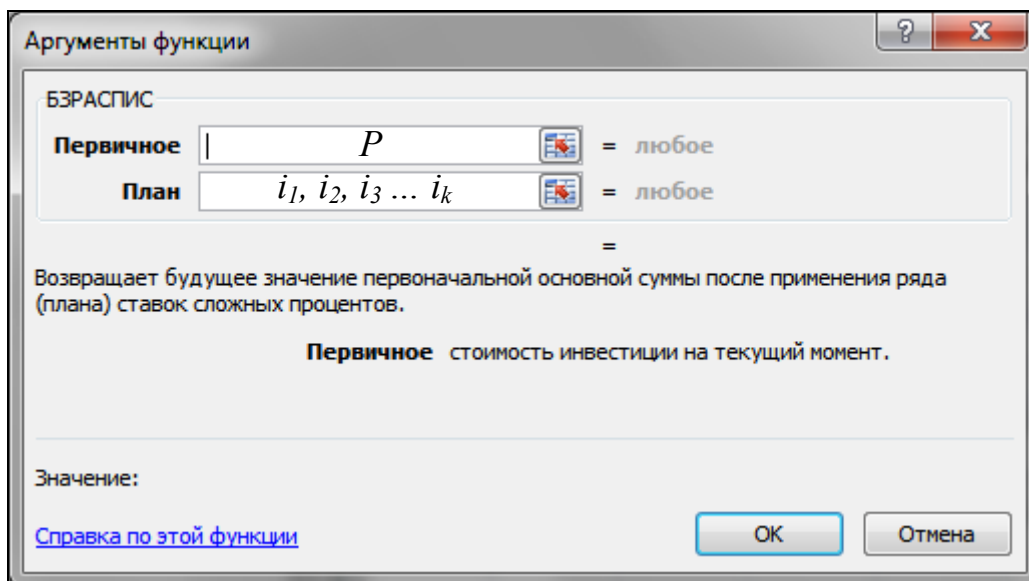 Аргументы функции
БЗРАСПИС
Первичное P = любое
План i1, i2, i3 ... ik = любое
=
Возвращает будущее значение первоначальной основной суммы после применения ряда
(плана) ставок сложных процентов.
Первичное стоимость инвестиции на текущий момент.
Значение:
Справка по этой функции OK Отмена